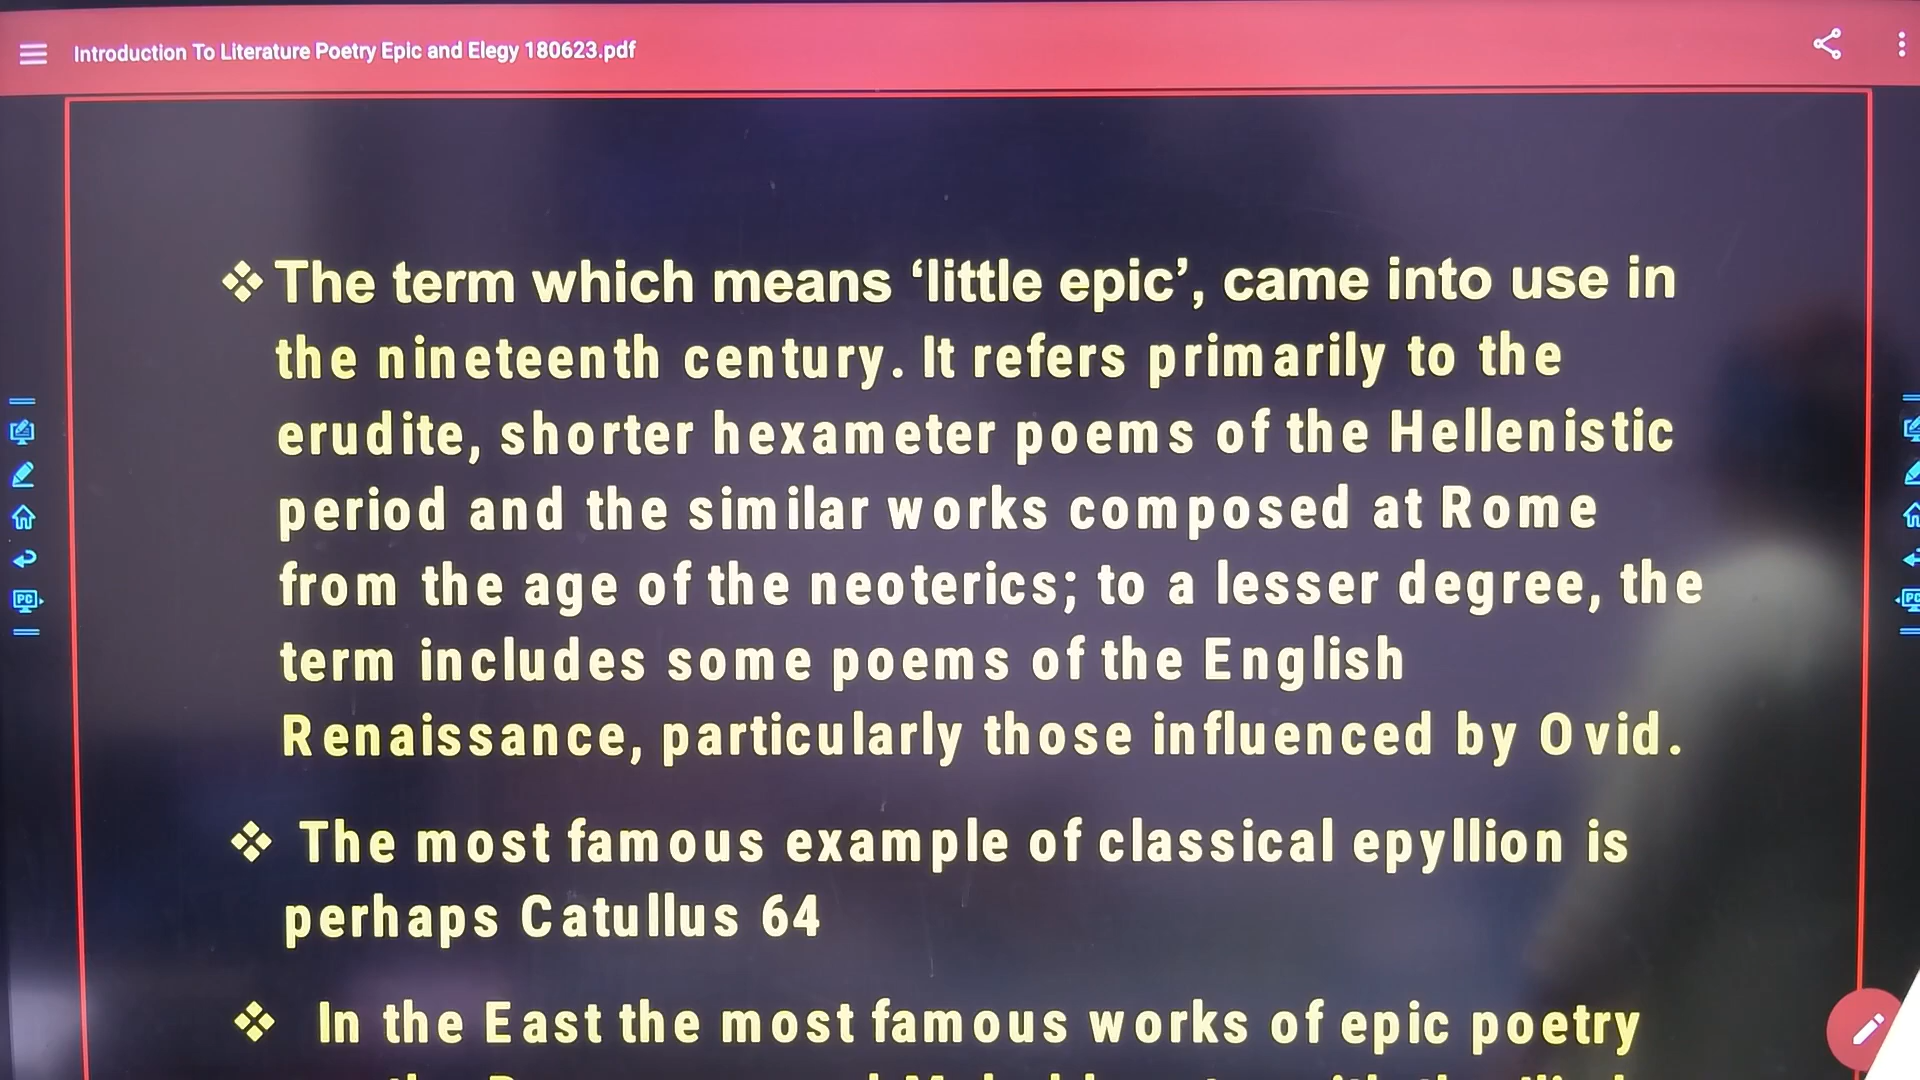 Introduction To Literature Poetry Epic and Elegy 180623.pdf
❖ The term which means ‘little epic’, came into use in
the nineteenth century. It refers primarily to the
erudite, shorter hexameter poems of the Hellenistic
period and the similar works composed at Rome
from the age of the neoterics; to a lesser degree, the
term includes some poems of the English
Renaissance, particularly those influenced by Ovid.
❖ The most famous example of classical epyllion is
perhaps Catullus 64
❖ In the East the most famous works of epic poetry
PC